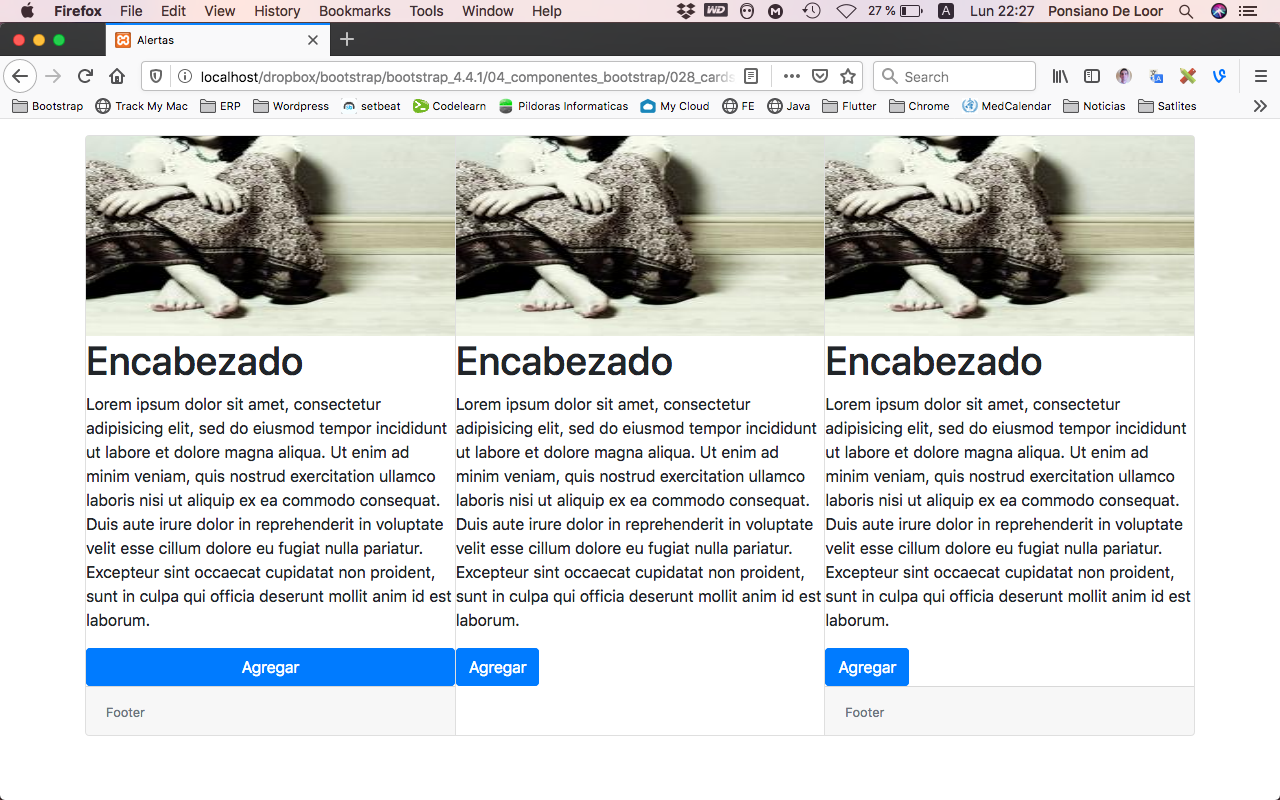 Firefox File Edit View History Bookmarks Tools Window Help WD M 27 % A Lun 22:27 Ponsiano De Loor
Alertas
localhost/dropbox/bootstrap/bootstrap_4.4.1/04_componentes_bootstrap/028_cards
Search
Bootstrap Track My Mac ERP Wordpress setbeat Codelearn Pildoras Informaticas My Cloud FE Java Flutter Chrome MedCalendar Noticias Satlites
Encabezado Encabezado Encabezado
Lorem ipsum dolor sit amet, consectetur
adipisicing elit, sed do eiusmod tempor incididunt
ut labore et dolore magna aliqua. Ut enim ad
minim veniam, quis nostrud exercitation ullamco
laboris nisi ut aliquip ex ea commodo consequat.
Duis aute irure dolor in reprehenderit in voluptate
velit esse cillum dolore eu fugiat nulla pariatur.
Excepteur sint occaecat cupidatat non proident,
sunt in culpa qui officia deserunt mollit anim id est
laborum.
Agregar
Footer
Lorem ipsum dolor sit amet, consectetur
adipisicing elit, sed do eiusmod tempor incididunt
ut labore et dolore magna aliqua. Ut enim ad
minim veniam, quis nostrud exercitation ullamco
laboris nisi ut aliquip ex ea commodo consequat.
Duis aute irure dolor in reprehenderit in voluptate
velit esse cillum dolore eu fugiat nulla pariatur.
Excepteur sint occaecat cupidatat non proident,
sunt in culpa qui officia deserunt mollit anim id est
laborum.
Agregar
Lorem ipsum dolor sit amet, consectetur
adipisicing elit, sed do eiusmod tempor incididunt
ut labore et dolore magna aliqua. Ut enim ad
minim veniam, quis nostrud exercitation ullamco
laboris nisi ut aliquip ex ea commodo consequat.
Duis aute irure dolor in reprehenderit in voluptate
velit esse cillum dolore eu fugiat nulla pariatur.
Excepteur sint occaecat cupidatat non proident,
sunt in culpa qui officia deserunt mollit anim id est
laborum.
Agregar
Footer